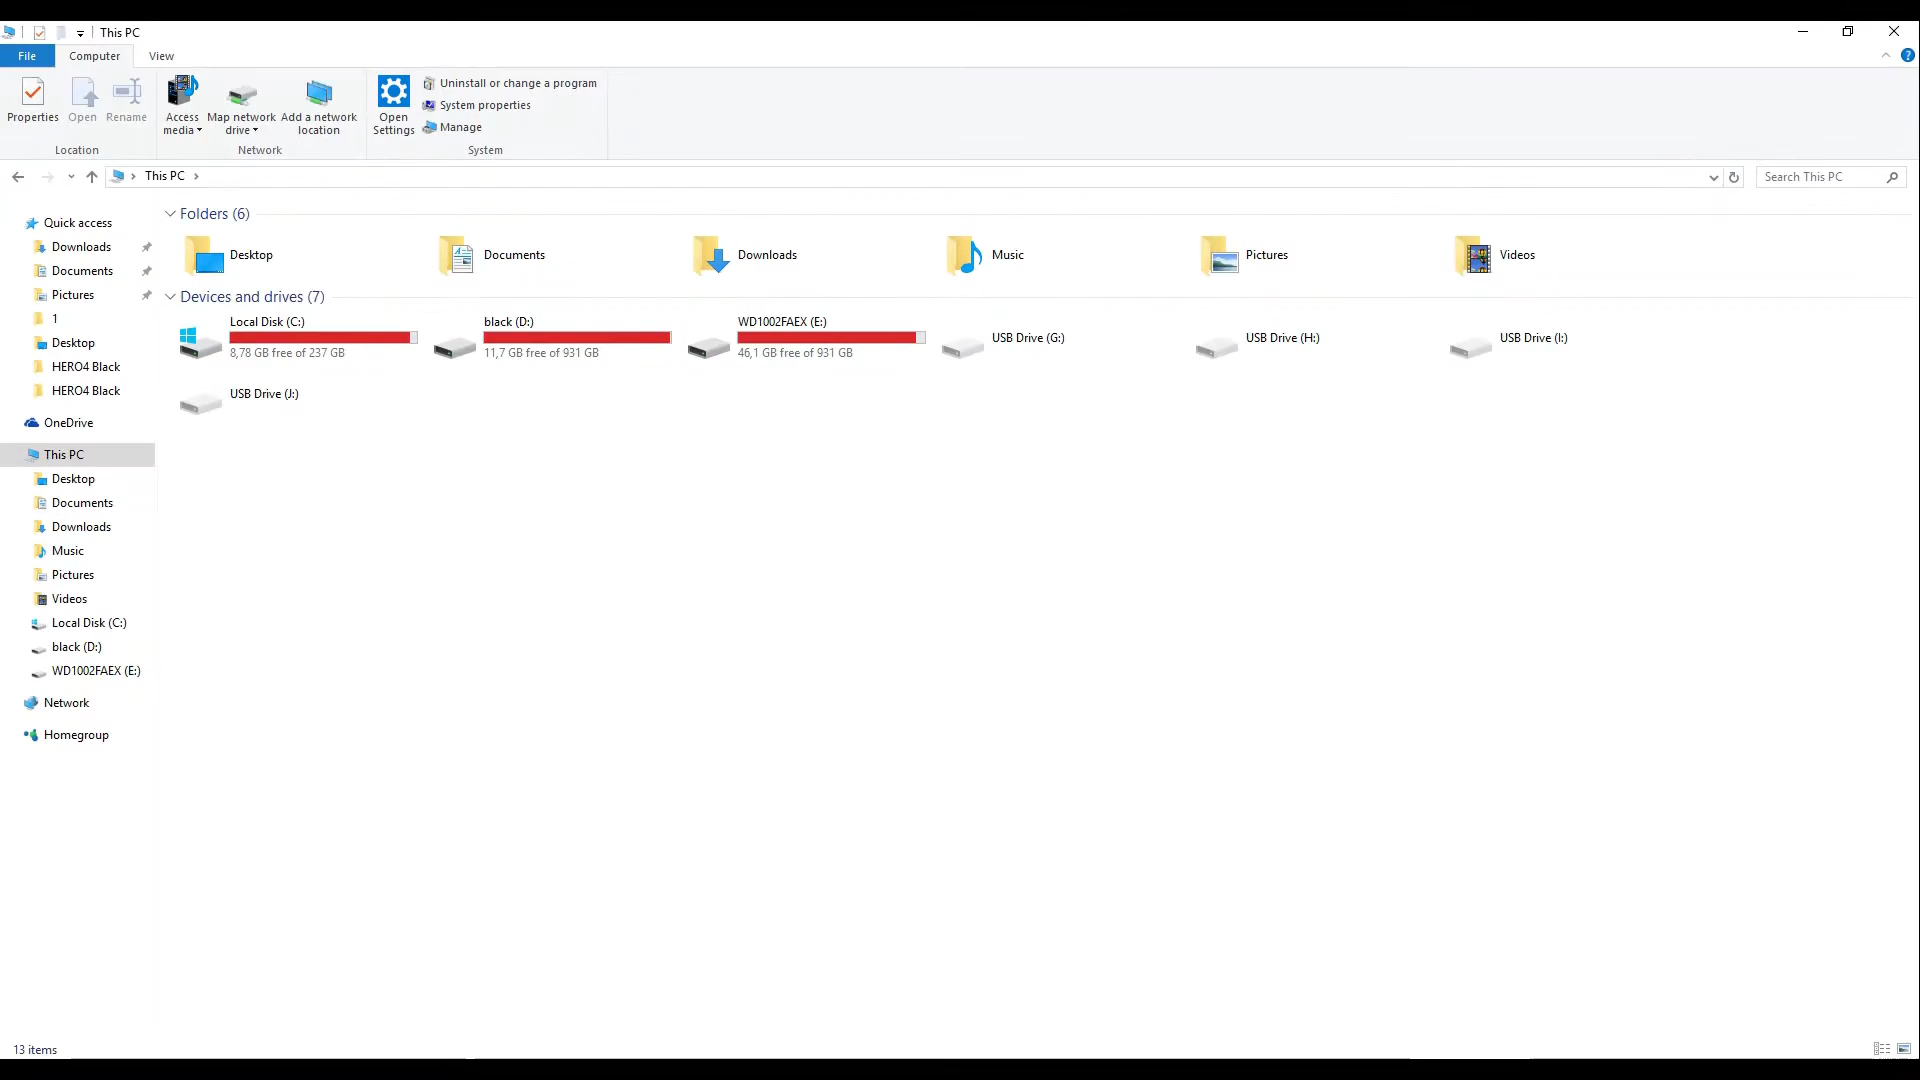 This PC
File
Computer
View
Properties
Open
Rename
Access
media
Map network
drive
Add a network
location
Open
Settings
Uninstall or change a program
System properties
Manage
Location
Network
System
This PC
Search This PC
Quick access
Downloads
Documents
Pictures
1
Desktop
HERO4 Black
HERO4 Black
OneDrive
This PC
Desktop
Documents
Downloads
Music
Pictures
Videos
Local Disk (C:)
black (D:)
WD1002FAEX (E:)
Network
Homegroup
Folders (6)
Desktop
Documents
Downloads
Music
Pictures
Videos
Devices and drives (7)
Local Disk (C:)
8,78 GB free of 237 GB
black (D:)
11,7 GB free of 931 GB
WD1002FAEX (E:)
46,1 GB free of 931 GB
USB Drive (G:)
USB Drive (H:)
USB Drive (I:)
USB Drive (J:)
13 items